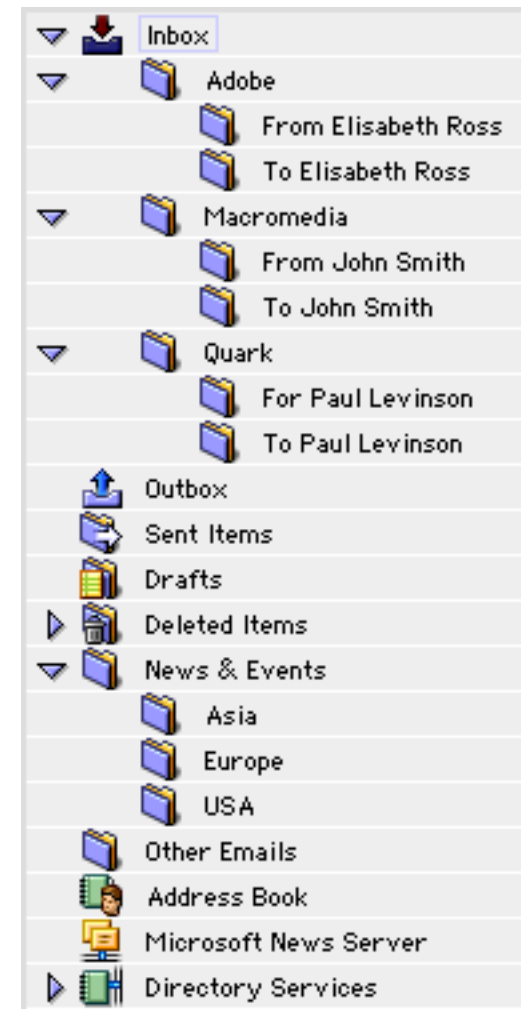 Inbox
Adobe
From Elisabeth Ross
To Elisabeth Ross
Macromedia
From John Smith
To John Smith
Quark
For Paul Levinson
To Paul Levinson
Outbox
Sent Items
Drafts
Deleted Items
News & Events
Asia
Europe
USA
Other Emails
Address Book
Microsoft News Server
Directory Services